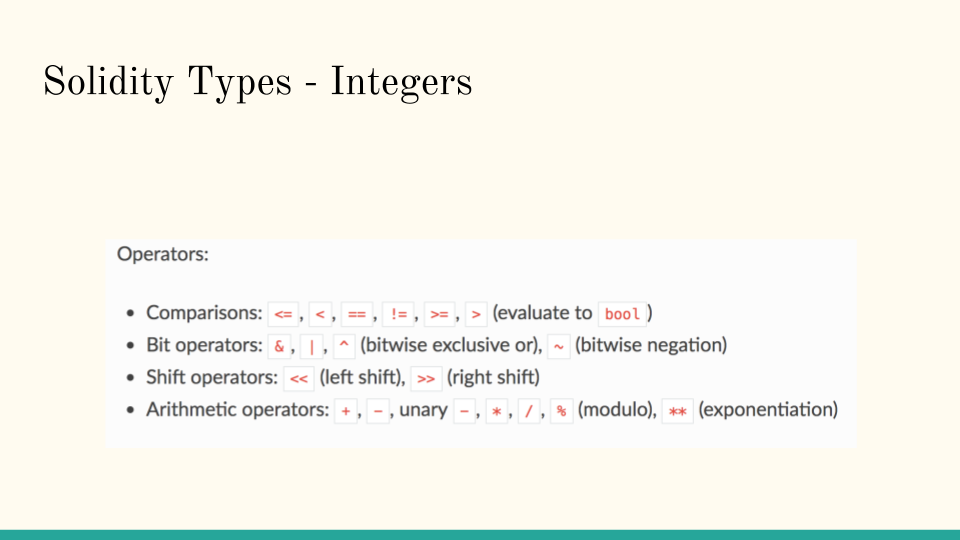 Solidity Types - Integers
Operators:
• Comparisons: <= , < , == , != , >= , > (evaluate to bool )
• Bit operators: & , | , ^ (bitwise exclusive or), ~ (bitwise negation)
• Shift operators: << (left shift), >> (right shift)
• Arithmetic operators: + , - , unary - , * , / , % (modulo), ** (exponentiation)